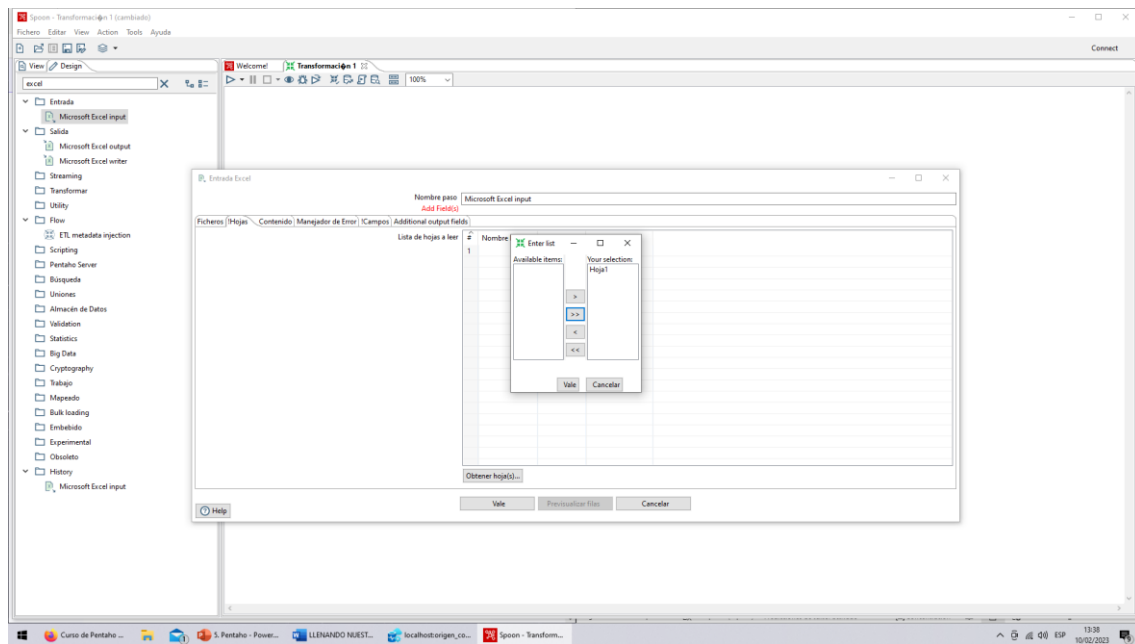 Spoon - Transformaci�n 1 (cambiado)
Fichero Editar View Action Tools Ayuda
Connect
View Design
Welcome! Transformaci�n 1
excel
100%
Entrada
Microsoft Excel input
Salida
Microsoft Excel output
Microsoft Excel writer
Streaming
Transformar
Utility
Flow
ETL metadata injection
Scripting
Pentaho Server
Búsqueda
Uniones
Almacén de Datos
Validation
Statistics
Big Data
Cryptography
Trabajo
Mapeado
Bulk loading
Embebido
Experimental
Obsoleto
History
Microsoft Excel input
Entrada Excel
Nombre paso Microsoft Excel input
Add Field(s)
Ficheros !Hojas Contenido Manejador de Error !Campos Additional output fields
Lista de hojas a leer # Nombre
1
Enter list
Available items: Your selection:
Hoja1
>
>>
<
<<
Vale Cancelar
Obtener hoja(s)...
Vale Previsualizar filas Cancelar
Help
Curso de Pentaho ... S. Pentaho - Power... LLENANDO NUEST... localhost:origen_co... Spoon - Transform...
ESP
13:38
10/02/2023